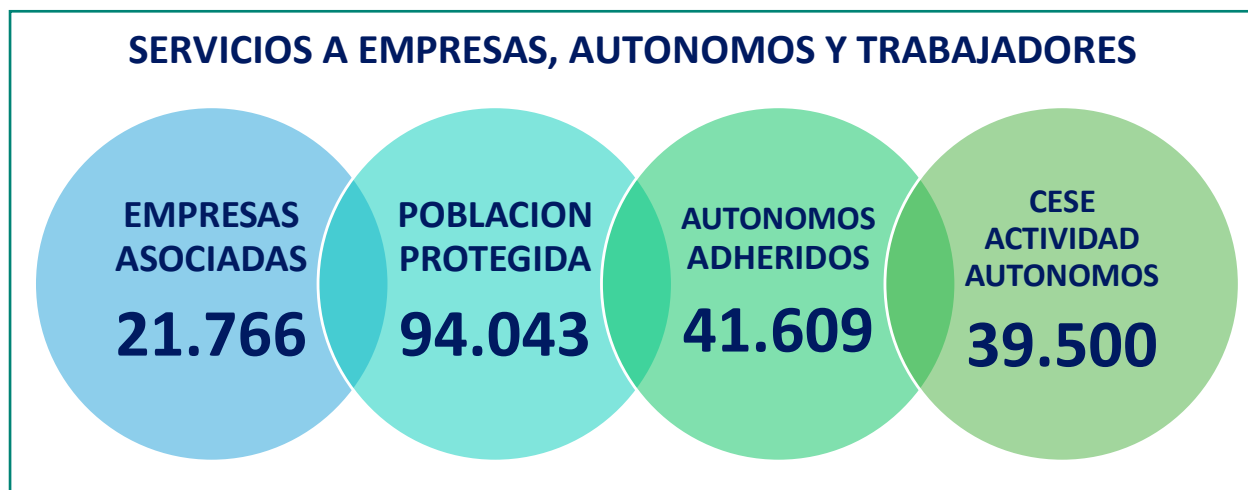 SERVICIOS A EMPRESAS, AUTONOMOS Y TRABAJADORES
EMPRESAS
ASOCIADAS
21.766
POBLACION
PROTEGIDA
94.043
AUTONOMOS
ADHERIDOS
41.609
CESE
ACTIVIDAD
AUTONOMOS
39.500